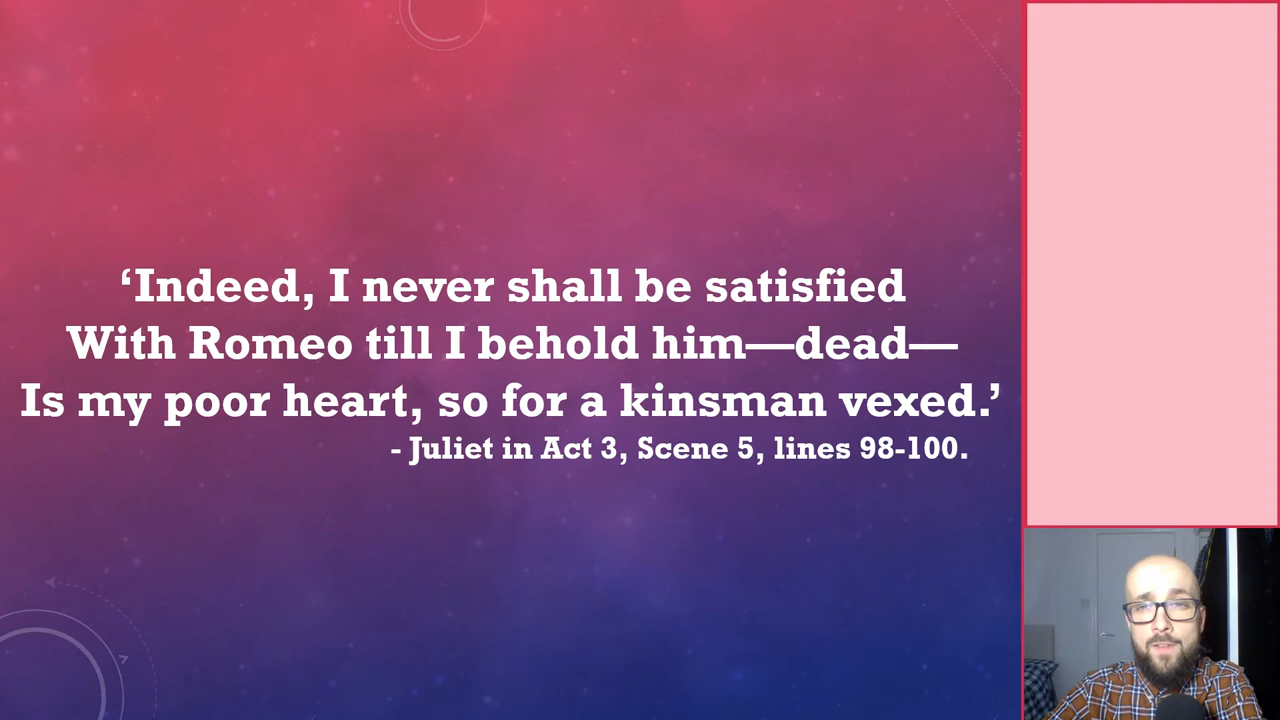 ‘Indeed, I never shall be satisfied
With Romeo till I behold him—dead—
Is my poor heart, so for a kinsman vexed.’
- Juliet in Act 3, Scene 5, lines 98-100.